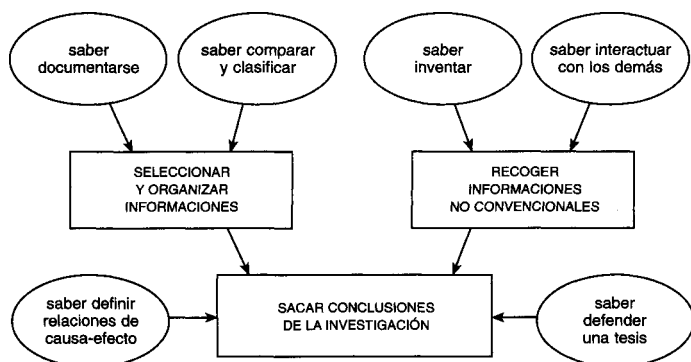 saber
documentarse
saber comparar
y clasificar
saber
inventar
saber interactuar
con los demás
SELECCIONAR
Y ORGANIZAR
INFORMACIONES
RECOGER
INFORMACIONES
NO CONVENCIONALES
saber definir
relaciones de
causa-efecto
SACAR CONCLUSIONES
DE LA INVESTIGACIÓN
saber
defender
una tesis